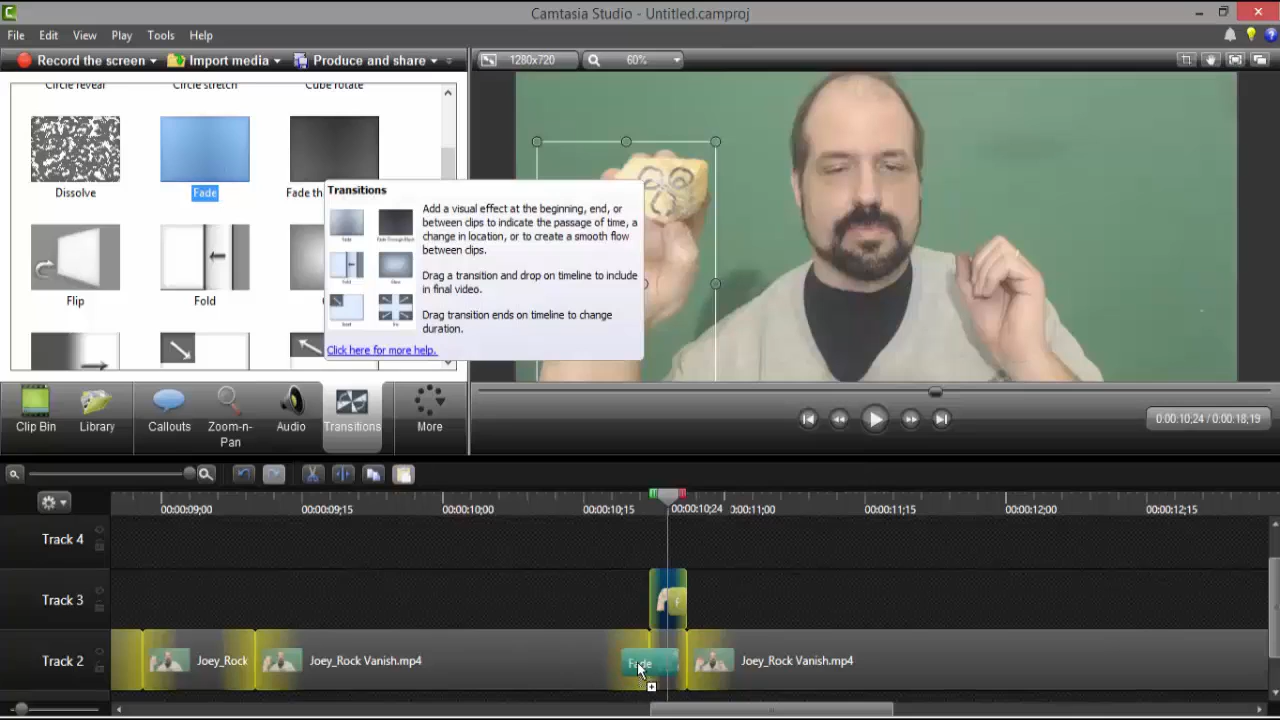 Camtasia Studio - Untitled.camproj
File Edit View Play Tools Help
Record the screen Import media Produce and share
1280x720 60%
Circle reveal Circle stretch Cube rotate
Dissolve Fade Fade th
Flip Fold
Transitions
Add a visual effect at the beginning, end, or
between clips to indicate the passage of time, a
change in location, or to create a smooth flow
between clips.
Drag a transition and drop on timeline to include
in final video.
Drag transition ends on timeline to change
duration.
Click here for more help.
Clip Bin Library Callouts Zoom-n-Pan Audio Transitions More
0:00:10;24 / 0:00:18;19
00:00:09;00 00:00:09;15 00:00:10;00 00:00:10;15 00:00:10;24 00:00:11;15 00:00:12;00 00:00:12;15
Track 4
Track 3
Track 2 Joey_Rock Joey_Rock Vanish.mp4 Fade Joey_Rock Vanish.mp4